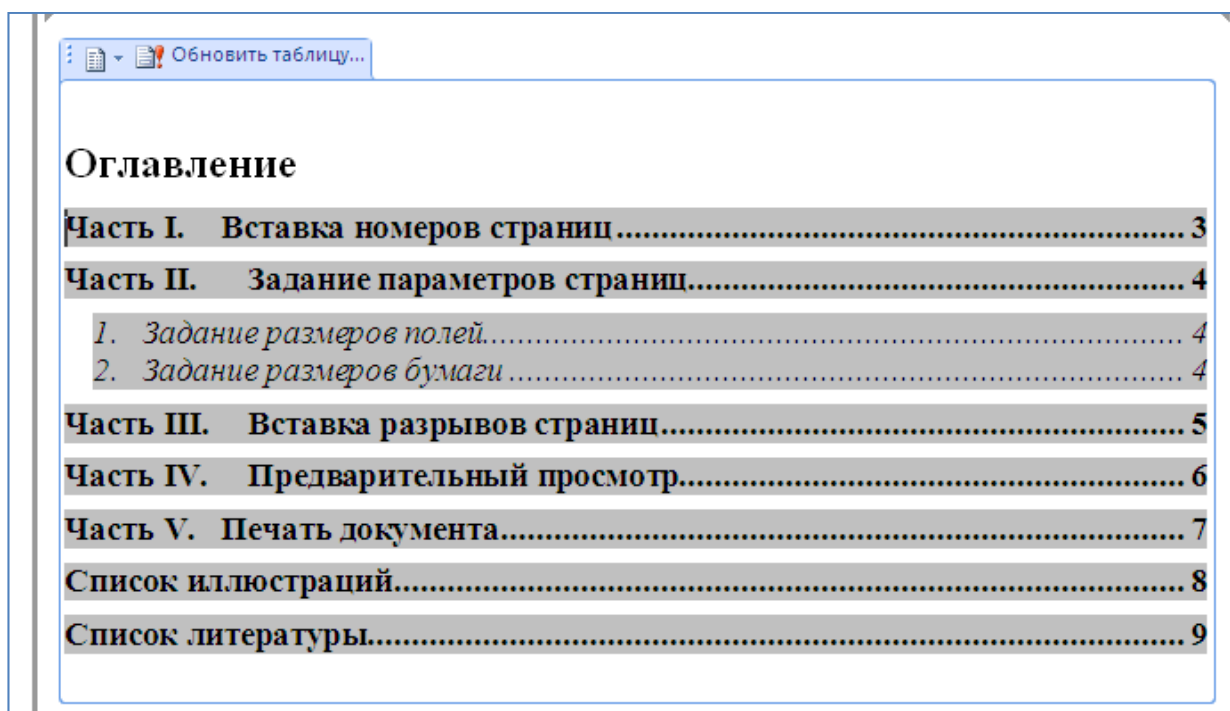 Обновить таблицу...
Оглавление
Часть I. Вставка номеров страниц........................................................ 3
Часть II. Задание параметров страниц.................................................. 4
1. Задание размеров полей...................................................................... 4
2. Задание размеров бумаги.................................................................... 4
Часть III. Вставка разрывов страниц.................................................... 5
Часть IV. Предварительный просмотр.................................................. 6
Часть V. Печать документа.................................................................... 7
Список иллюстраций............................................................................... 8
Список литературы.................................................................................. 9